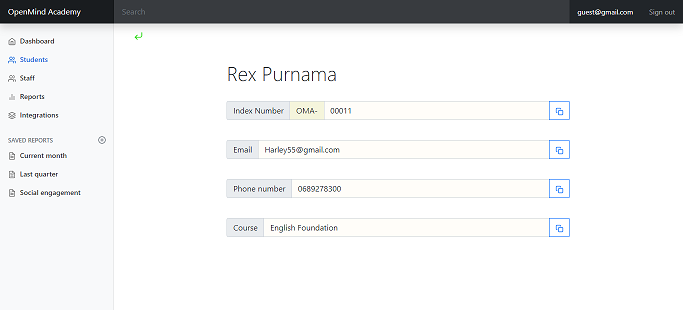 OpenMind Academy
Search
guest@gmail.com
Sign out
Dashboard
Students
Staff
Reports
Integrations
SAVED REPORTS
Current month
Last quarter
Social engagement
Rex Purnama
Index Number OMA- 00011
Email Harley55@gmail.com
Phone number 0689278300
Course English Foundation